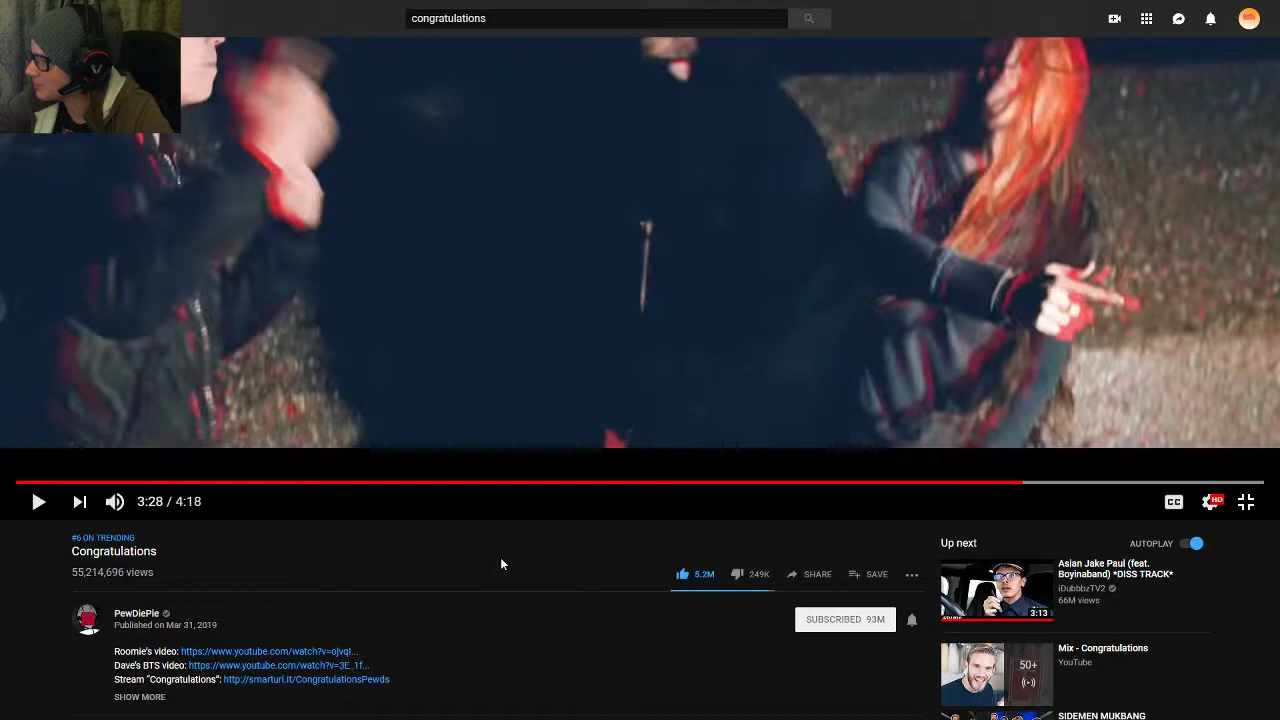 congratulations
3:28 / 4:18
CC
HD
#6 ON TRENDING
Congratulations
55,214,696 views
5.2M
249K
SHARE
SAVE
PewDiePie
Published on Mar 31, 2019
SUBSCRIBED 93M
Roomie's video: https://www.youtube.com/watch?v=ojvqI...
Dave's BTS video: https://www.youtube.com/watch?v=3E_1f...
Stream "Congratulations": http://smarturl.it/CongratulationsPewds
SHOW MORE
Up next
AUTOPLAY
Asian Jake Paul (feat.
Boyinaband) *DISS TRACK*
iDubbbzTV2
66M views
3:13
Mix - Congratulations
YouTube
50+
SIDEMEN MUKBANG